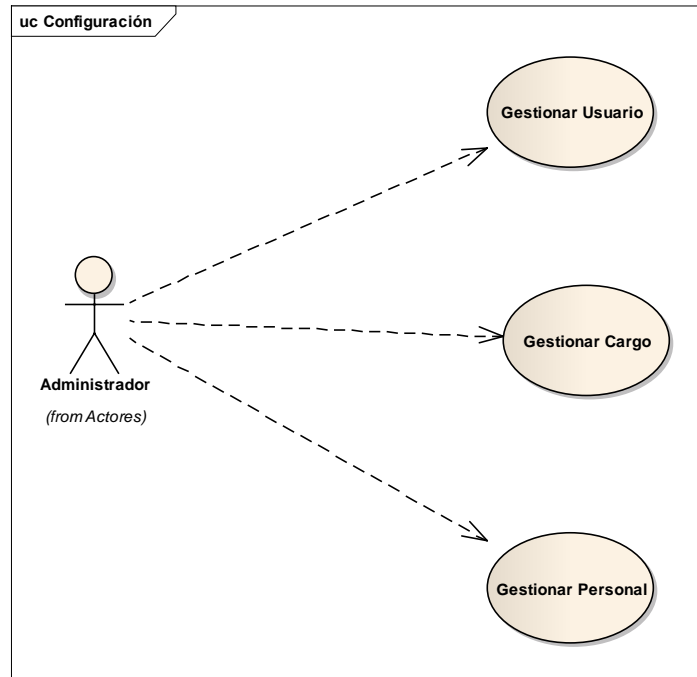 uc Configuración
Gestionar Usuario
Gestionar Cargo
Administrador
(from Actores)
Gestionar Personal